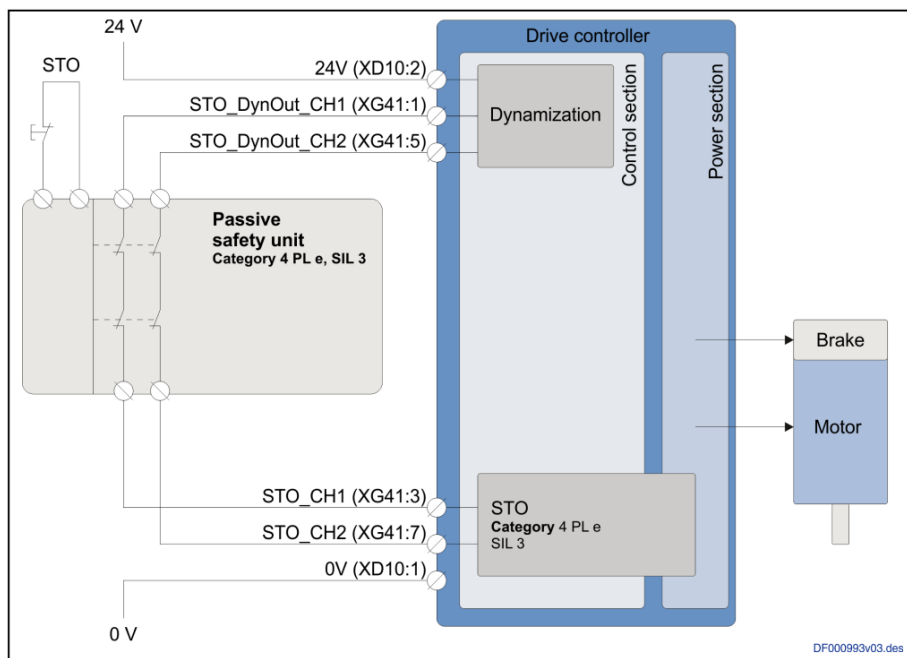 24 V
Drive controller
STO
24V (XD10:2)
STO_DynOut_CH1 (XG41:1)
STO_DynOut_CH2 (XG41:5)
Dynamization
Control section
Power section
Passive
safety unit
Category 4 PL e, SIL 3
Brake
Motor
STO_CH1 (XG41:3)
STO_CH2 (XG41:7)
0V (XD10:1)
STO
Category 4 PL e
SIL 3
0 V
DF000993v03.des